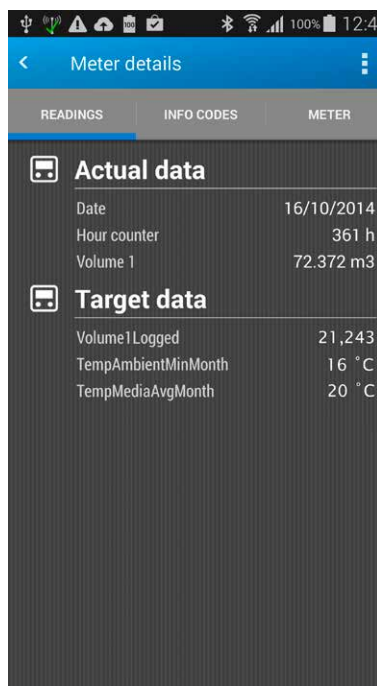 100% 12:4
Meter details
READINGS INFO CODES METER
Actual data
Date 16/10/2014
Hour counter 361 h
Volume 1 72.372 m3
Target data
Volume1Logged 21,243
TempAmbientMinMonth 16 °C
TempMediaAvgMonth 20 °C